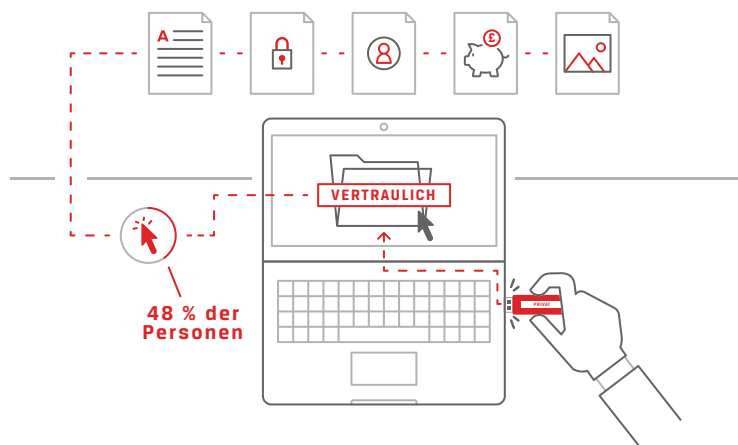 A
£
VERTRAULICH
PRIVAT
48 % der
Personen